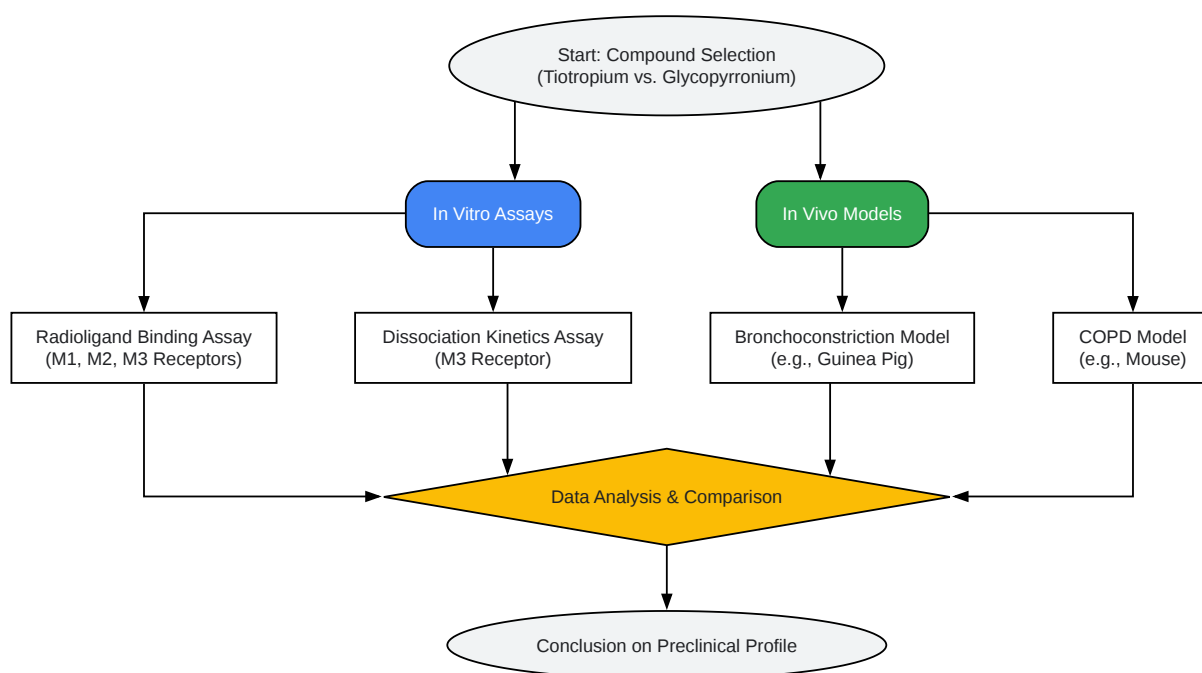 Start: Compound Selection
(Tiotropium vs. Glycopyrronium)
In Vitro Assays
In Vivo Models
Radioligand Binding Assay
(M1, M2, M3 Receptors)
Dissociation Kinetics Assay
(M3 Receptor)
Bronchoconstriction Model
(e.g., Guinea Pig)
COPD Model
(e.g., Mouse)
Data Analysis & Comparison
Conclusion on Preclinical Profile